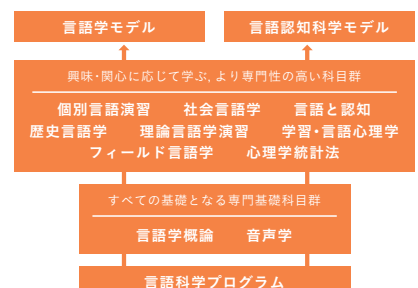 言語学モデル
言語認知科学モデル
興味・関心に応じて学ぶ、より専門性の高い科目群
個別言語演習 社会言語学 言語と認知
歴史言語学 理論言語学演習 学習・言語心理学
フィールド言語学 心理学統計法
すべての基礎となる専門基礎科目群
言語学概論 音声学
言語科学プログラム